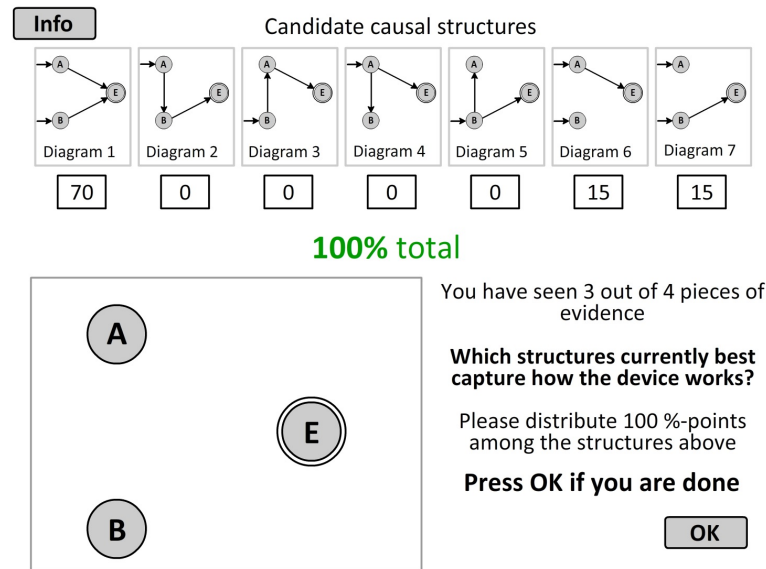 Info
Candidate causal structures
A
B
E
Diagram 1
A
B
E
Diagram 2
A
B
E
Diagram 3
A
B
E
Diagram 4
A
B
E
Diagram 5
A
B
E
Diagram 6
A
B
E
Diagram 7
70
0
0
0
0
15
15
100% total
A
E
B
You have seen 3 out of 4 pieces of
evidence
Which structures currently best
capture how the device works?
Please distribute 100 %-points
among the structures above
Press OK if you are done
OK